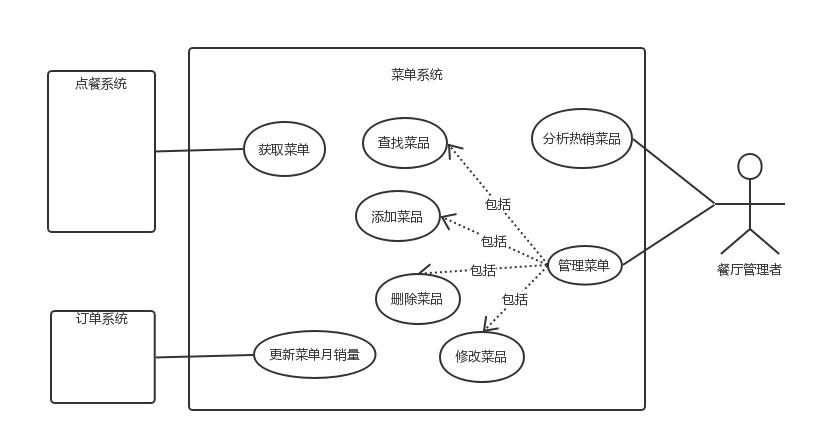 菜单系统
点餐系统
获取菜单
查找菜品
分析热销菜品
包括
添加菜品
包括
管理菜单
餐厅管理者
包括
删除菜品
包括
订单系统
更新菜单月销量
修改菜品